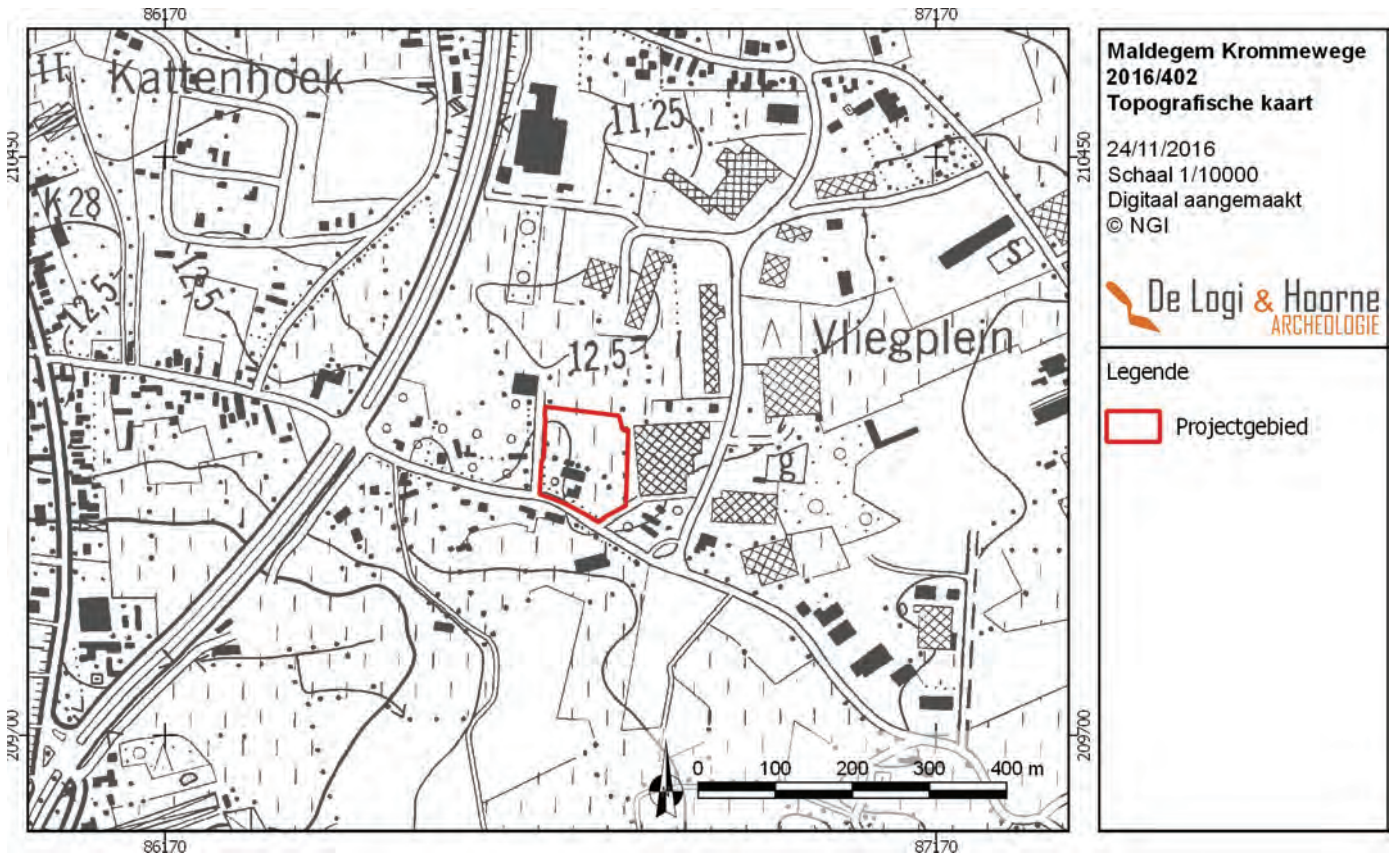 86170
87170
210450
210450
11
Kattenhoek
11,25
K 28
12,5
12,5
12,5
S
Vliegplein
g
209700
209700
0 100 200 300 400 m
86170
87170
Maldegem Krommewege
2016/402
Topografische kaart
24/11/2016
Schaal 1/10000
Digitaal aangemaakt
© NGI
De Logi & Hoorne
ARCHEOLOGIE
Legende
Projectgebied